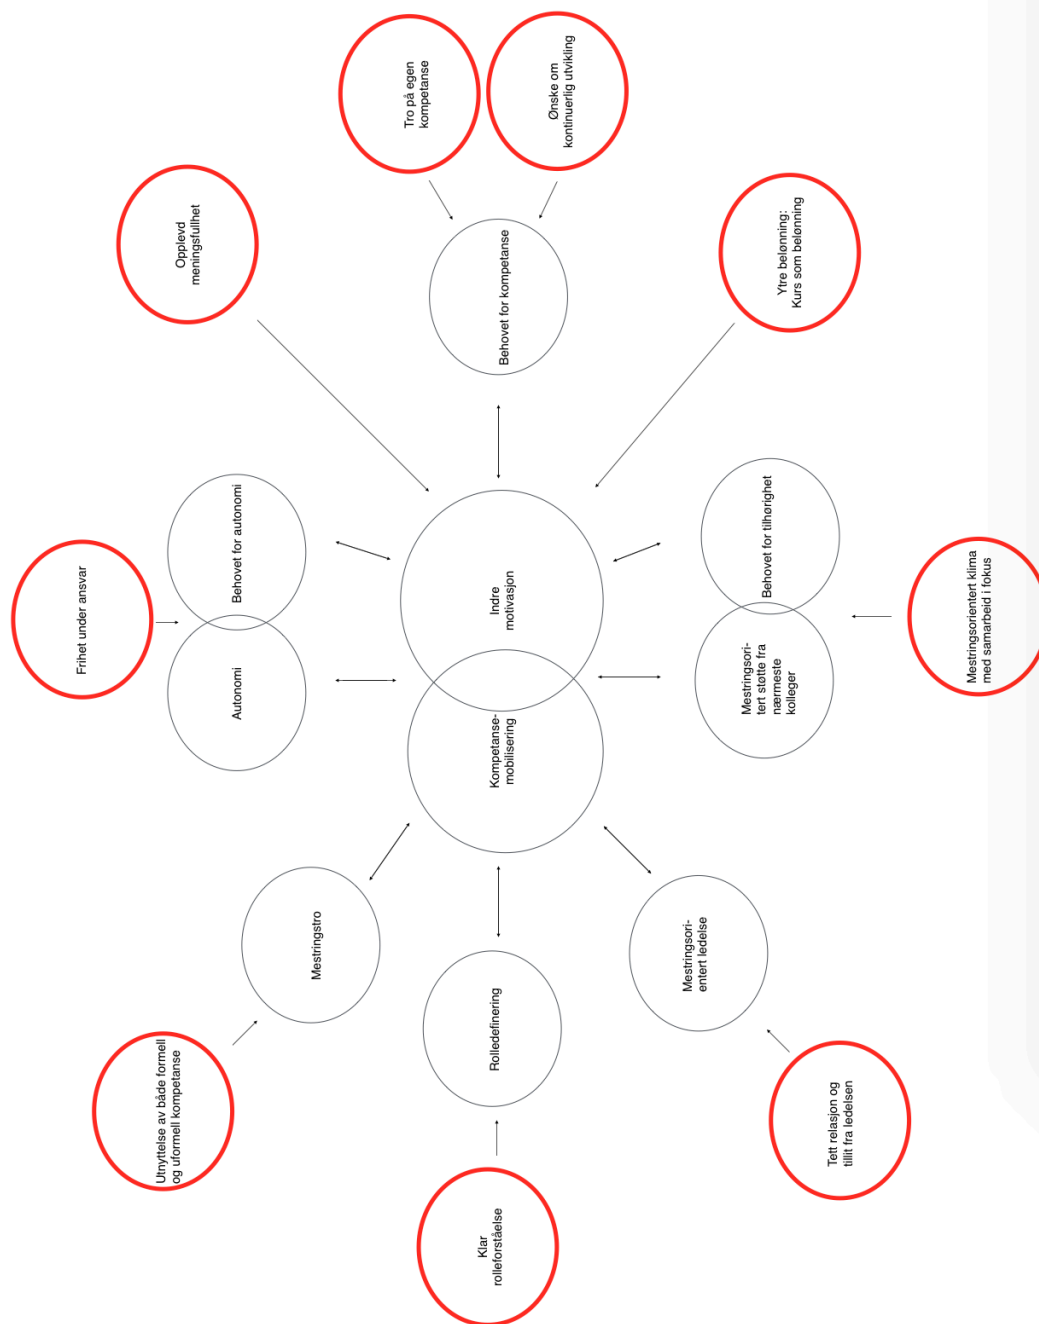 Frihet under ansvar
Utnyttelse av både formell
og uformell kompetanse
Opplevd
meningsfullhet
Autonomi
Behovet for autonomi
Mestringstro
Tro på egen
kompetanse
Klar
rolleforståelse
Rolledefinering
Kompetanse-
mobilisering
Indre
motivasjon
Behovet for kompetanse
Ønske om
kontinuerlig utvikling
Mestringsori-
entert ledelse
Mestringsori-
tert støtte fra
nærmeste
kolleger
Behovet for tilhørighet
Ytre belønning:
Kurs som belønning
Tett relasjon og
tillit fra ledelsen
Mestringsorientert klima
med samarbeid i fokus